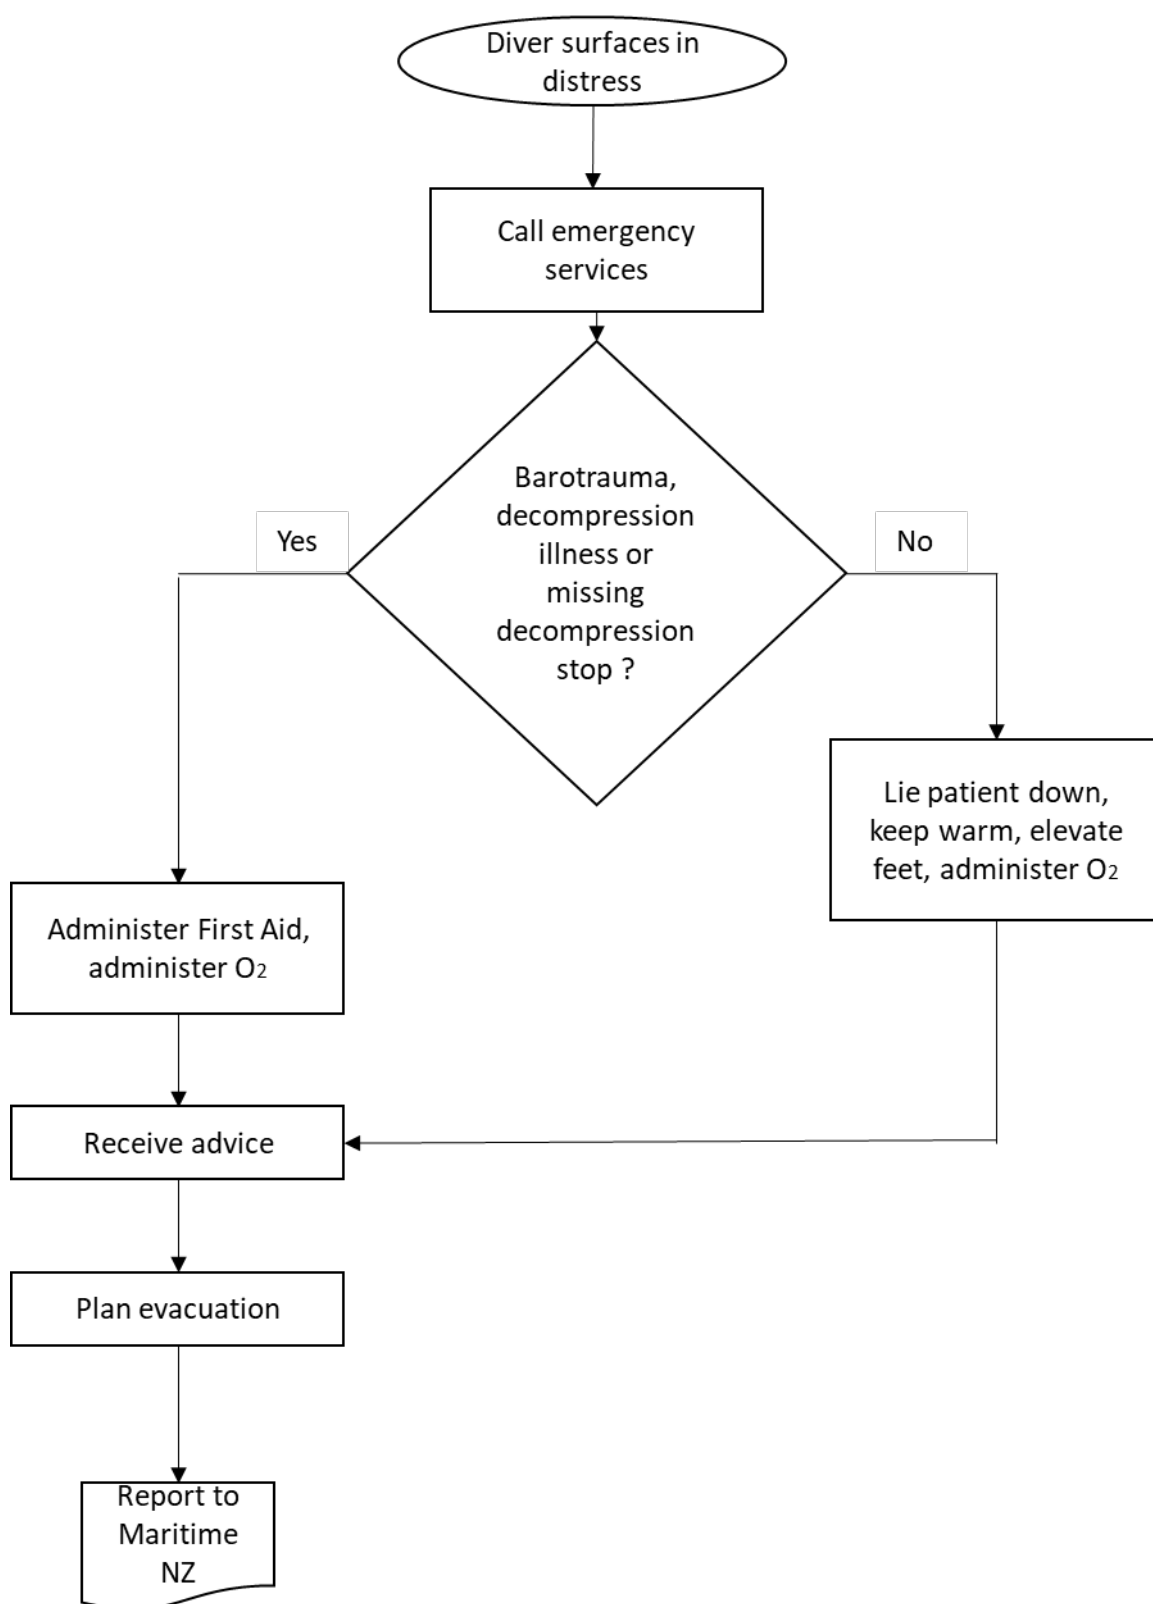 Diver surfaces in
distress
Call emergency
services
Barotrauma,
decompression
illness or
missing
decompression
stop ?
Yes
No
Lie patient down,
keep warm, elevate
feet, administer O2
Administer First Aid,
administer O2
Receive advice
Plan evacuation
Report to
Maritime
NZ